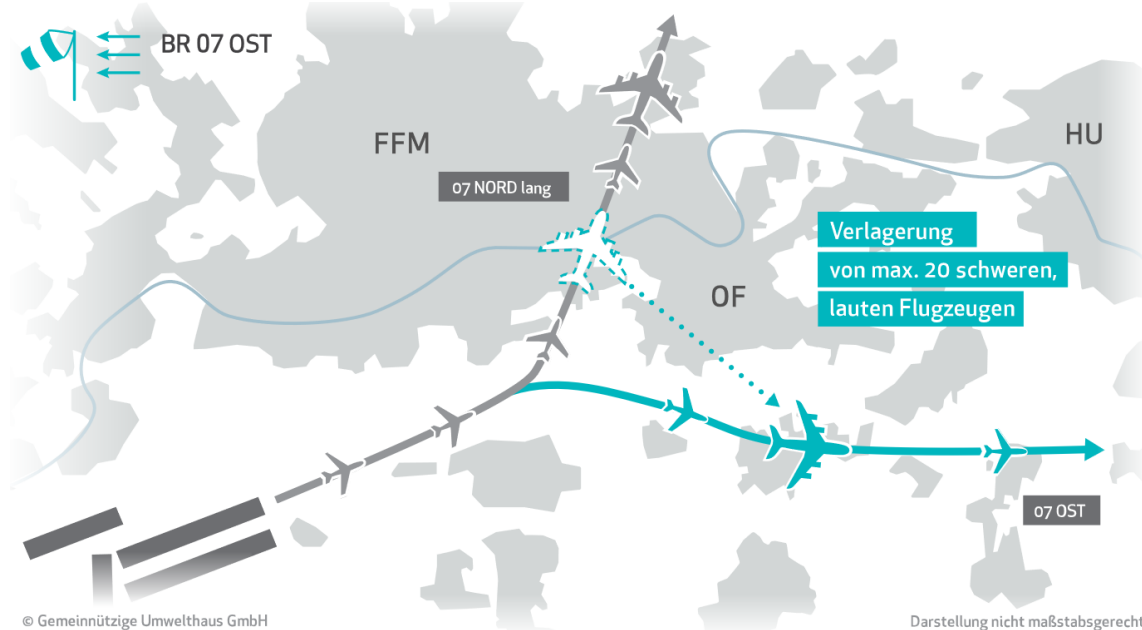 BR 07 OST
FFM
HU
07 NORD lang
Verlagerung
von max. 20 schweren,
lauten Flugzeugen
OF
07 OST
© Gemeinnützige Umwelthaus GmbH
Darstellung nicht maßstabsgerecht